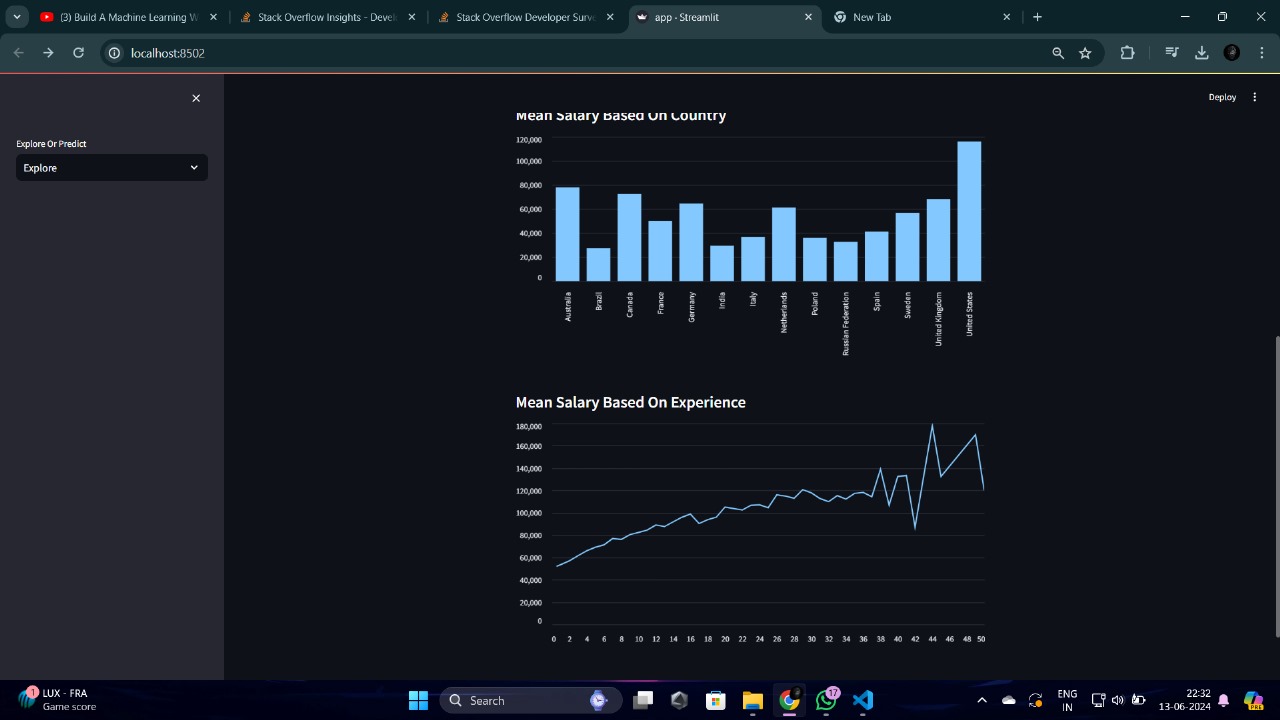 (3) Build A Machine Learning W
Stack Overflow Insights - Devel
Stack Overflow Developer Surve
app · Streamlit
New Tab
localhost:8502
Deploy
Explore Or Predict
Explore
Mean Salary Based On Country
120,000
100,000
80,000
60,000
40,000
20,000
0
Australia
Brazil
Canada
France
Germany
India
Italy
Netherlands
Poland
Russian Federation
Spain
Sweden
United Kingdom
United States
Mean Salary Based On Experience
180,000
160,000
140,000
120,000
100,000
80,000
60,000
40,000
20,000
0
0 2 4 6 8 10 12 14 16 18 20 22 24 26 28 30 32 34 36 38 40 42 44 46 48 50
1
LUX - FRA
Game score
Search
17
ENG
IN
22:32
13-06-2024
PRE